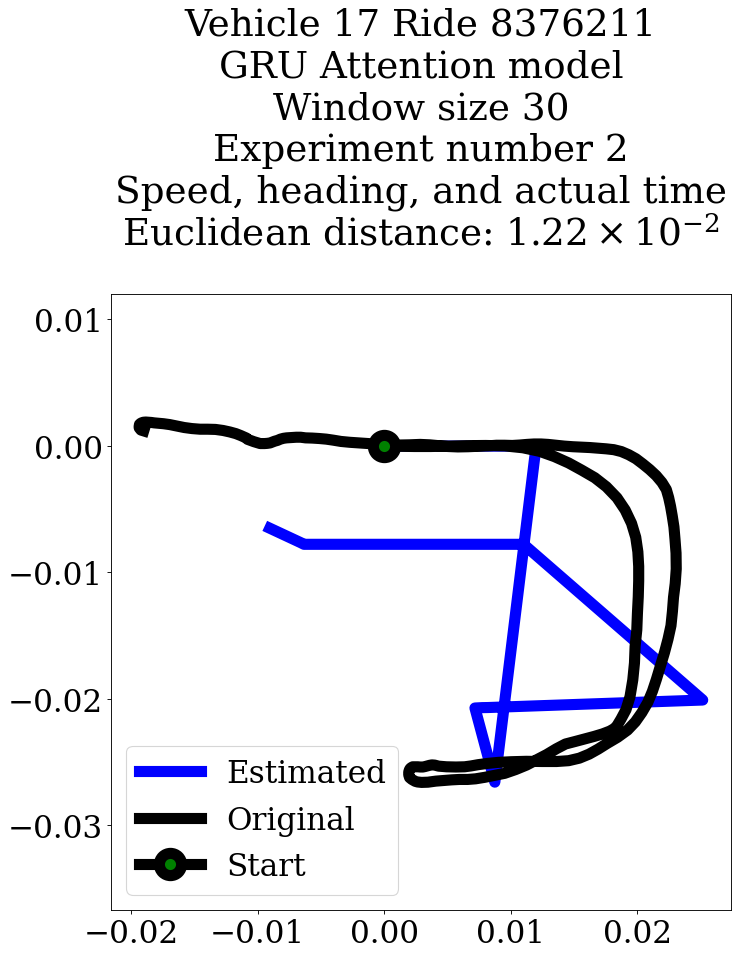 Vehicle 17 Ride 8376211
GRU Attention model
Window size 30
Experiment number 2
Speed, heading, and actual time
Euclidean distance: 1.22 × 10⁻²
0.01
0.00
−0.01
−0.02
−0.03
Estimated
Original
Start
−0.02 −0.01 0.00 0.01 0.02